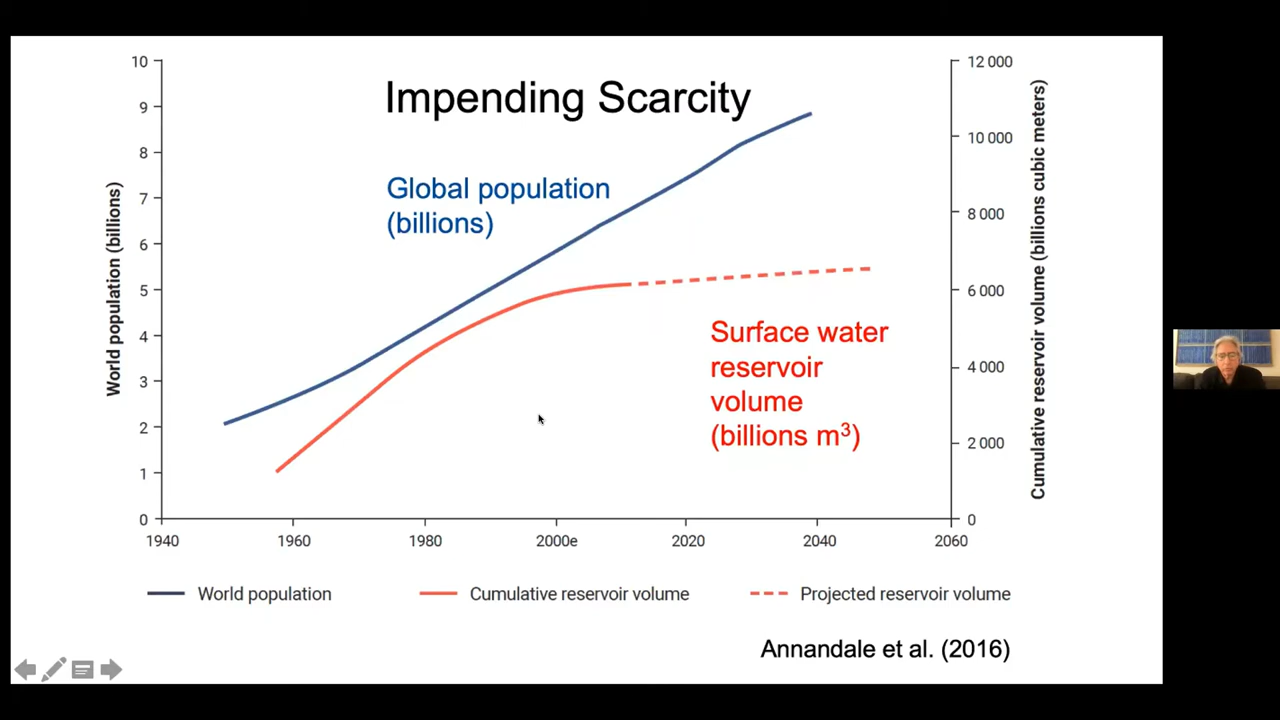 Impending Scarcity
Global population
(billions)
Surface water
reservoir
volume
(billions m³)
World population (billions)
10
9
8
7
6
5
4
3
2
1
0
12 000
10 000
8 000
6 000
4 000
2 000
0
Cumulative reservoir volume (billions cubic meters)
1940 1960 1980 2000e 2020 2040 2060
World population Cumulative reservoir volume Projected reservoir volume
Annandale et al. (2016)